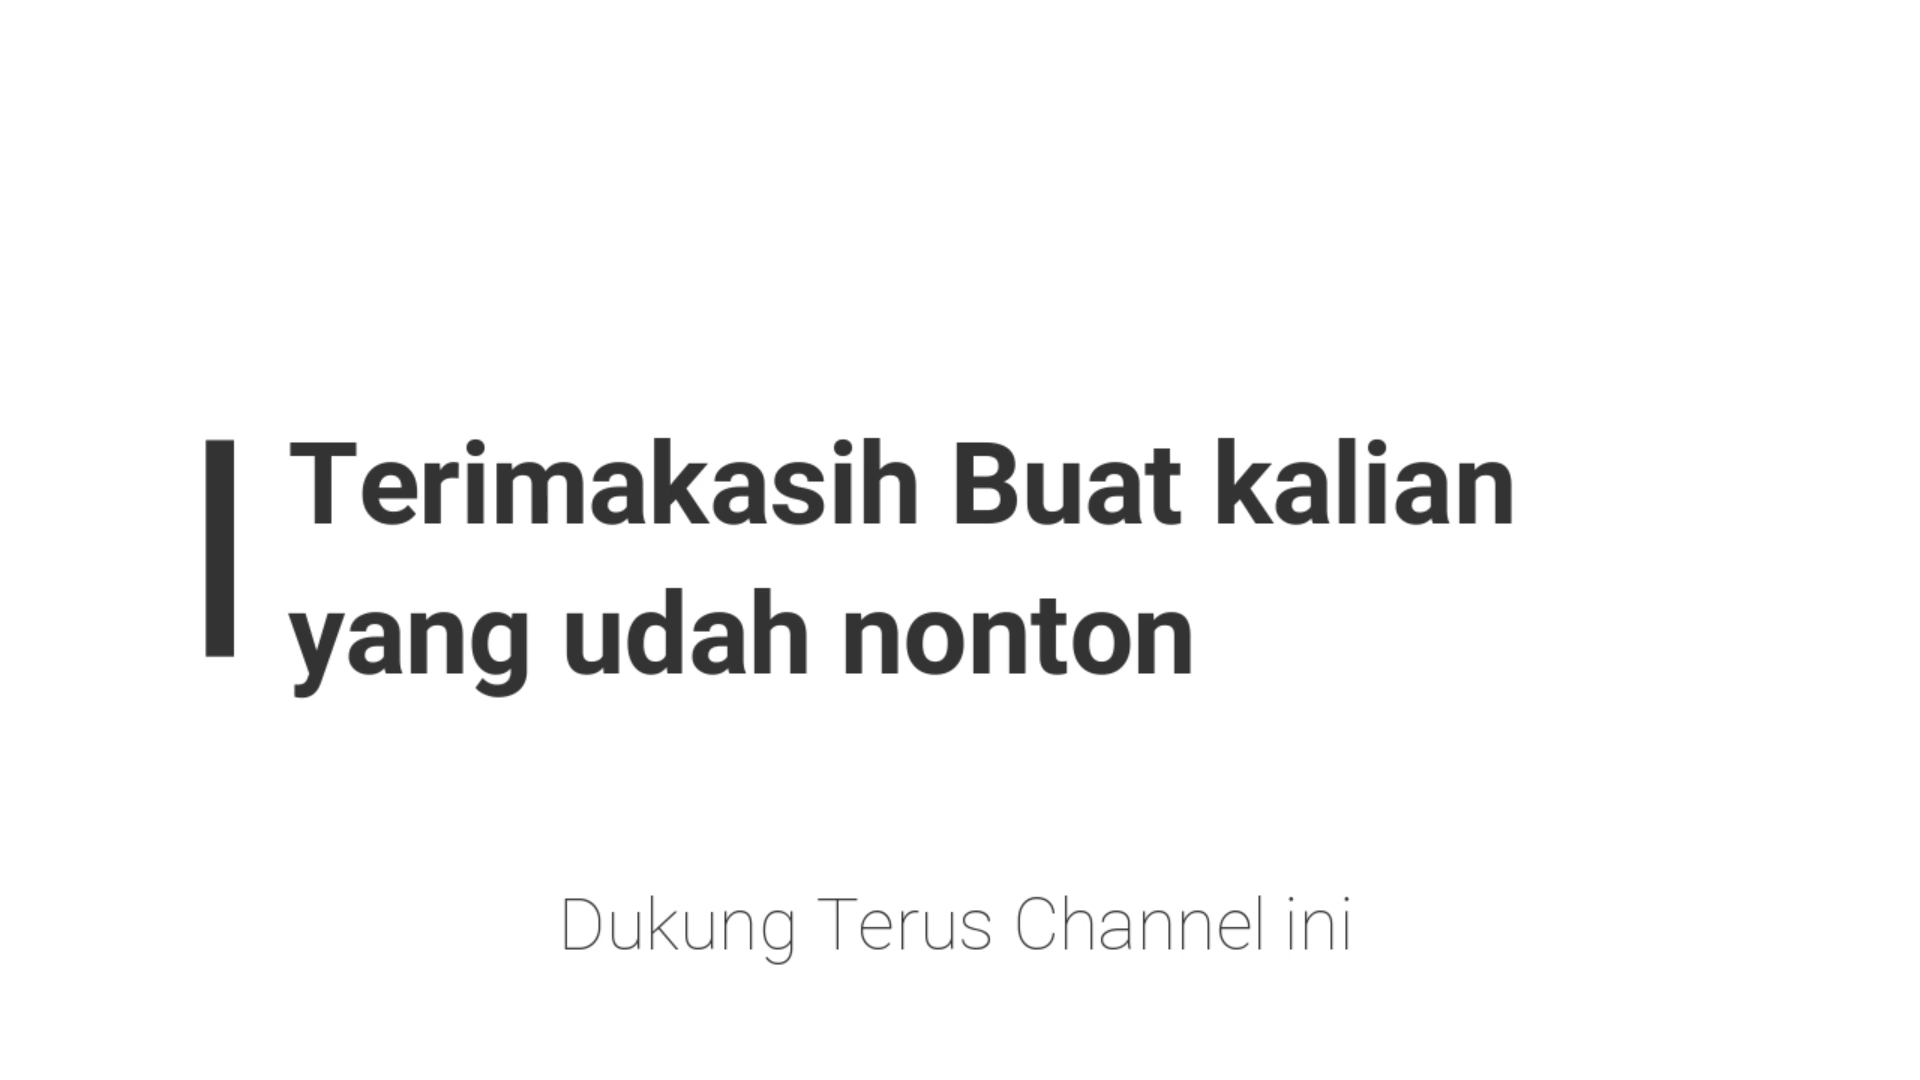 Terimakasih Buat kalian
yang udah nonton
Dukung Terus Channel ini